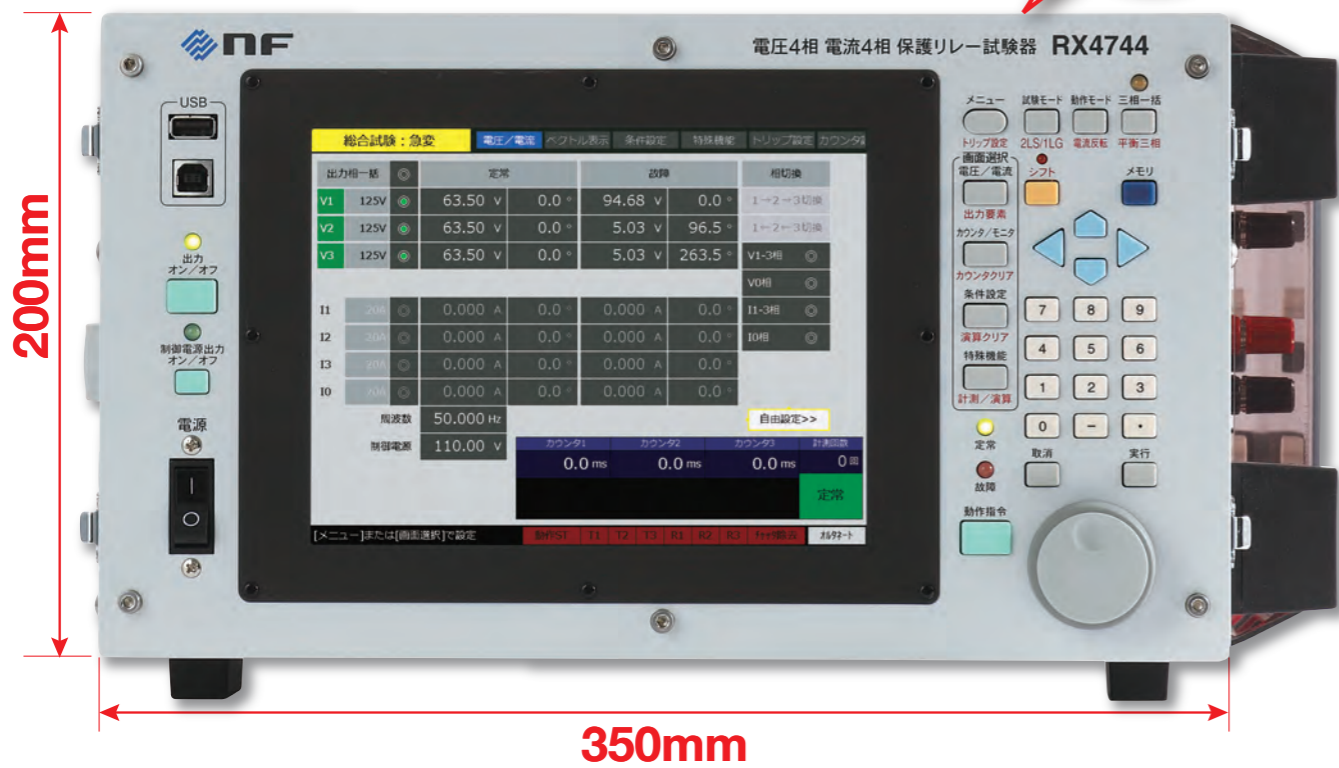 NF
電圧4相 電流4相 保護リレー試験器 RX4744
USB
出力
オン／オフ
制御電源出力
オン／オフ
電源
総合試験：急変 電圧／電流 ベクトル表示 条件設定 特殊機能 トリップ設定 カウンタ
出力相一括 定常 故障 相切換
V1 125V 63.50 V 0.0 ° 94.68 V 0.0 ° 1→2→3切換
V2 125V 63.50 V 0.0 ° 5.03 V 96.5 ° 1←2←3切換
V3 125V 63.50 V 0.0 ° 5.03 V 263.5 ° V1-3相
V0相
I1 20A 0.000 A 0.0 ° 0.000 A 0.0 ° I1-3相
I2 20A 0.000 A 0.0 ° 0.000 A 0.0 ° I0相
I3 20A 0.000 A 0.0 ° 0.000 A 0.0 °
I0 20A 0.000 A 0.0 ° 0.000 A 0.0 °
周波数 50.000 Hz 自由設定>>
制御電源 110.00 V
カウンタ1 カウンタ2 カウンタ3 計測回数
0.0 ms 0.0 ms 0.0 ms 0 回
定常
[メニュー]または[画面選択]で設定 T1 T2 T3 R1 R2 R3 オルタネート
メニュー 試験モード 動作モード 三相一括
トリップ設定 2LS/1LG 電流反転 平衡三相
画面選択
電圧／電流 シフト メモリ
出力要素
カウンタ／モニタ
カウンタクリア
条件設定
演算クリア
特殊機能
計測／演算
7 8 9
4 5 6
1 2 3
0 − ・
定常
取消 実行
故障
動作指令
200mm
350mm